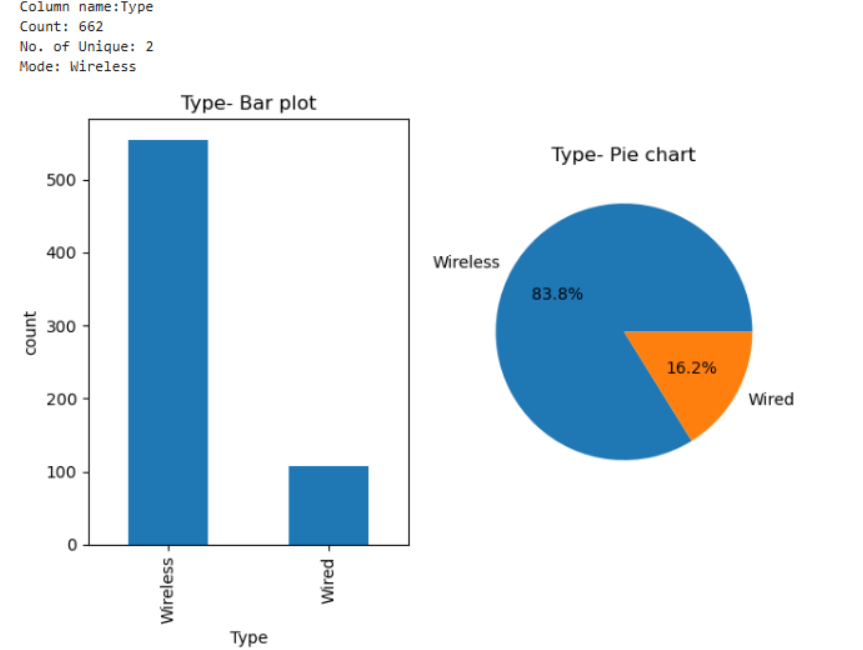 Column name:Type
Count: 662
No. of Unique: 2
Mode: Wireless
Type- Bar plot
500
400
300
200
100
0
count
Wireless
Wired
Type
Type- Pie chart
Wireless
83.8%
16.2%
Wired